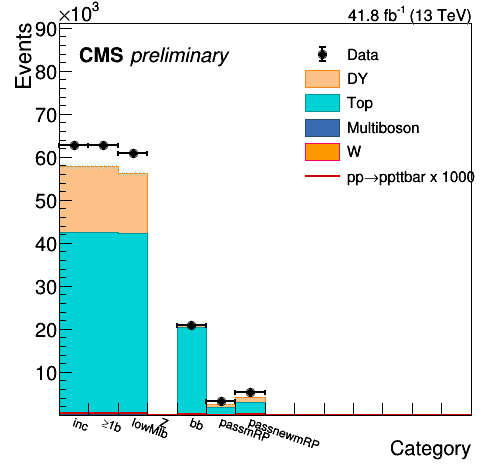 ×10³
41.8 fb⁻¹ (13 TeV)
Events
CMS preliminary
Data
DY
Top
Multiboson
W
pp→ppttbar x 1000
90
80
70
60
50
40
30
20
10
inc
≥1b
lowMib
Z
bb
passmRP
passnewmRP
Category